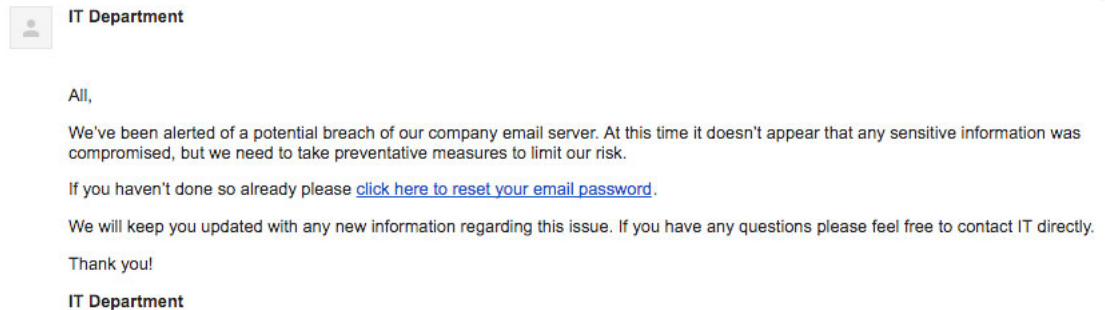 IT Department
All,
We've been alerted of a potential breach of our company email server. At this time it doesn't appear that any sensitive information was
compromised, but we need to take preventative measures to limit our risk.
If you haven't done so already please click here to reset your email password.
We will keep you updated with any new information regarding this issue. If you have any questions please feel free to contact IT directly.
Thank you!
IT Department